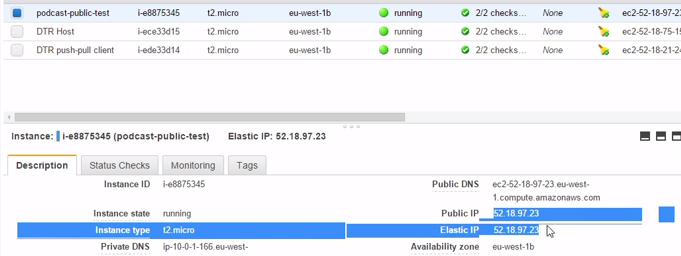 podcast-public-test i-e8875345 t2.micro eu-west-1b running 2/2 checks... None ec2-52-18-97-23
DTR Host i-ece33d15 t2.micro eu-west-1b running 2/2 checks... None ec2-52-18-75-15
DTR push-pull client i-ede33d14 t2.micro eu-west-1b running 2/2 checks... None ec2-52-18-21-24
Instance: i-e8875345 (podcast-public-test) Elastic IP: 52.18.97.23
Description Status Checks Monitoring Tags
Instance ID i-e8875345 Public DNS ec2-52-18-97-23.eu-west-
1.compute.amazonaws.com
Instance state running Public IP 52.18.97.23
Instance type t2.micro Elastic IP 52.18.97.23
Private DNS ip-10-0-1-166.eu-west- Availability zone eu-west-1b